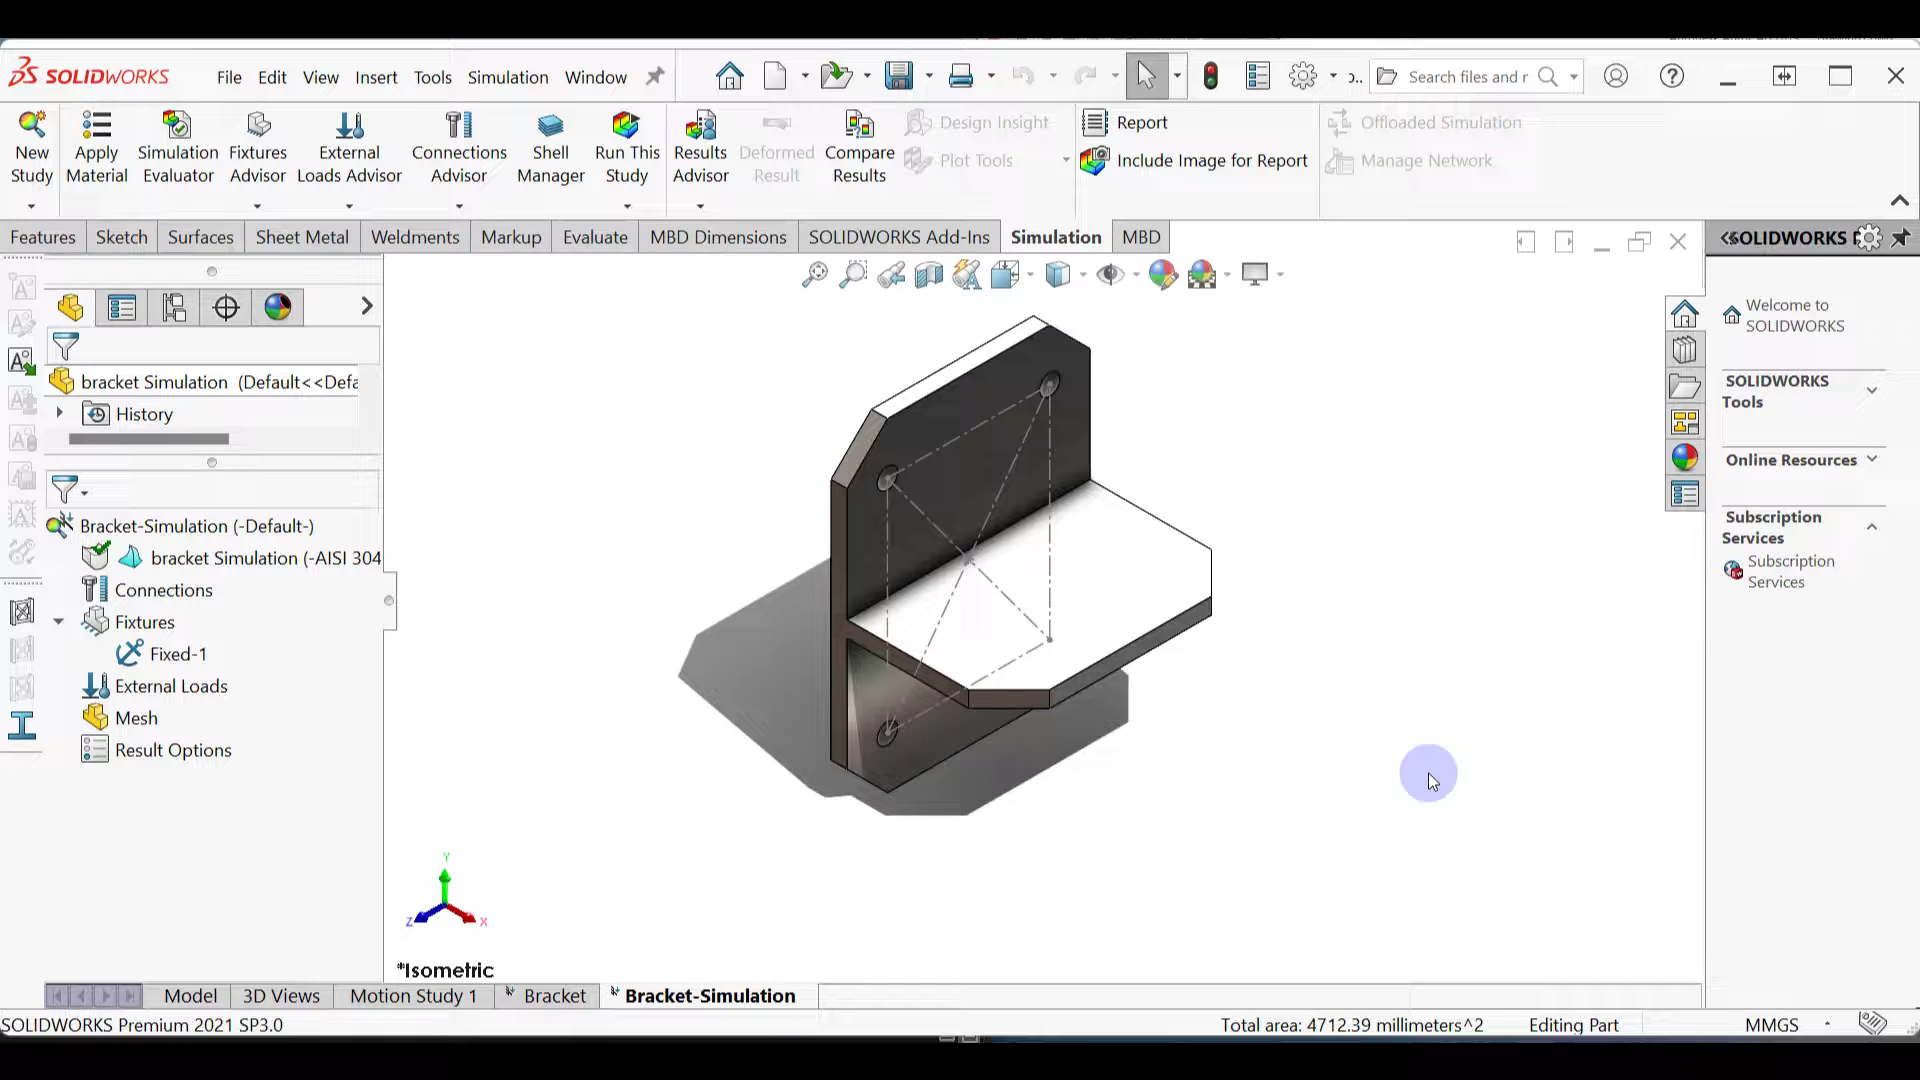 SOLIDWORKS File Edit View Insert Tools Simulation Window Search files and r
New Study
Apply Material
Simulation Evaluator
Fixtures Advisor
External Loads Advisor
Connections Advisor
Shell Manager
Run This Study
Results Advisor
Deformed Result
Compare Results
Design Insight
Plot Tools
Report
Include Image for Report
Offloaded Simulation
Manage Network
Features Sketch Surfaces Sheet Metal Weldments Markup Evaluate MBD Dimensions SOLIDWORKS Add-Ins Simulation MBD
SOLIDWORKS
bracket Simulation (Default<<Defa
History
Bracket-Simulation (-Default-)
bracket Simulation (-AISI 304
Connections
Fixtures
Fixed-1
External Loads
Mesh
Result Options
Welcome to
SOLIDWORKS
SOLIDWORKS
Tools
Online Resources
Subscription
Services
Subscription
Services
Y
Z
X
*Isometric
Model 3D Views Motion Study 1 Bracket Bracket-Simulation
SOLIDWORKS Premium 2021 SP3.0 Total area: 4712.39 millimeters^2 Editing Part MMGS